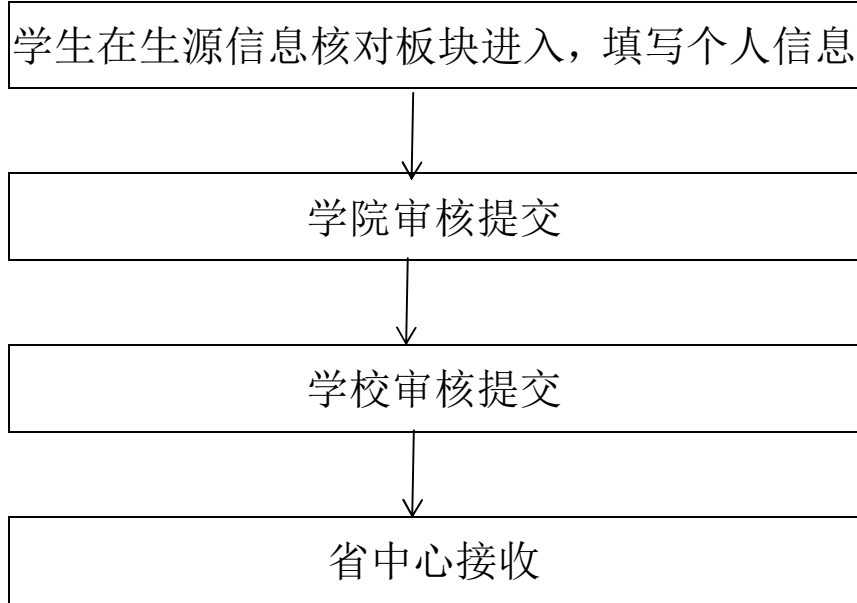 学生在生源信息核对板块进入，填写个人信息
学院审核提交
学校审核提交
省中心接收